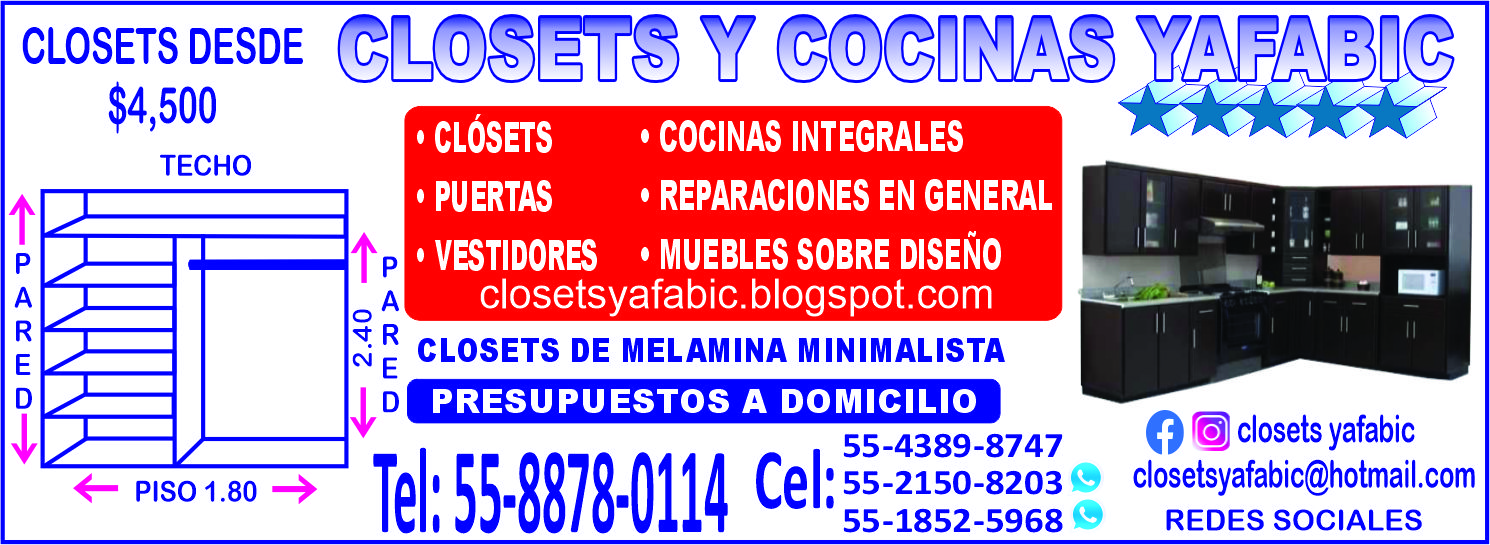 CLOSETS DESDE
$4,500
CLOSETS Y COCINAS YAFABIC
TECHO
PARED
PARED
2.40
PISO 1.80
• CLÓSETS
• PUERTAS
• VESTIDORES
• COCINAS INTEGRALES
• REPARACIONES EN GENERAL
• MUEBLES SOBRE DISEÑO
closetsyafabic.blogspot.com
CLOSETS DE MELAMINA MINIMALISTA
PRESUPUESTOS A DOMICILIO
Tel: 55-8878-0114
Cel: 55-4389-8747
55-2150-8203
55-1852-5968
closets yafabic
closetsyafabic@hotmail.com
REDES SOCIALES